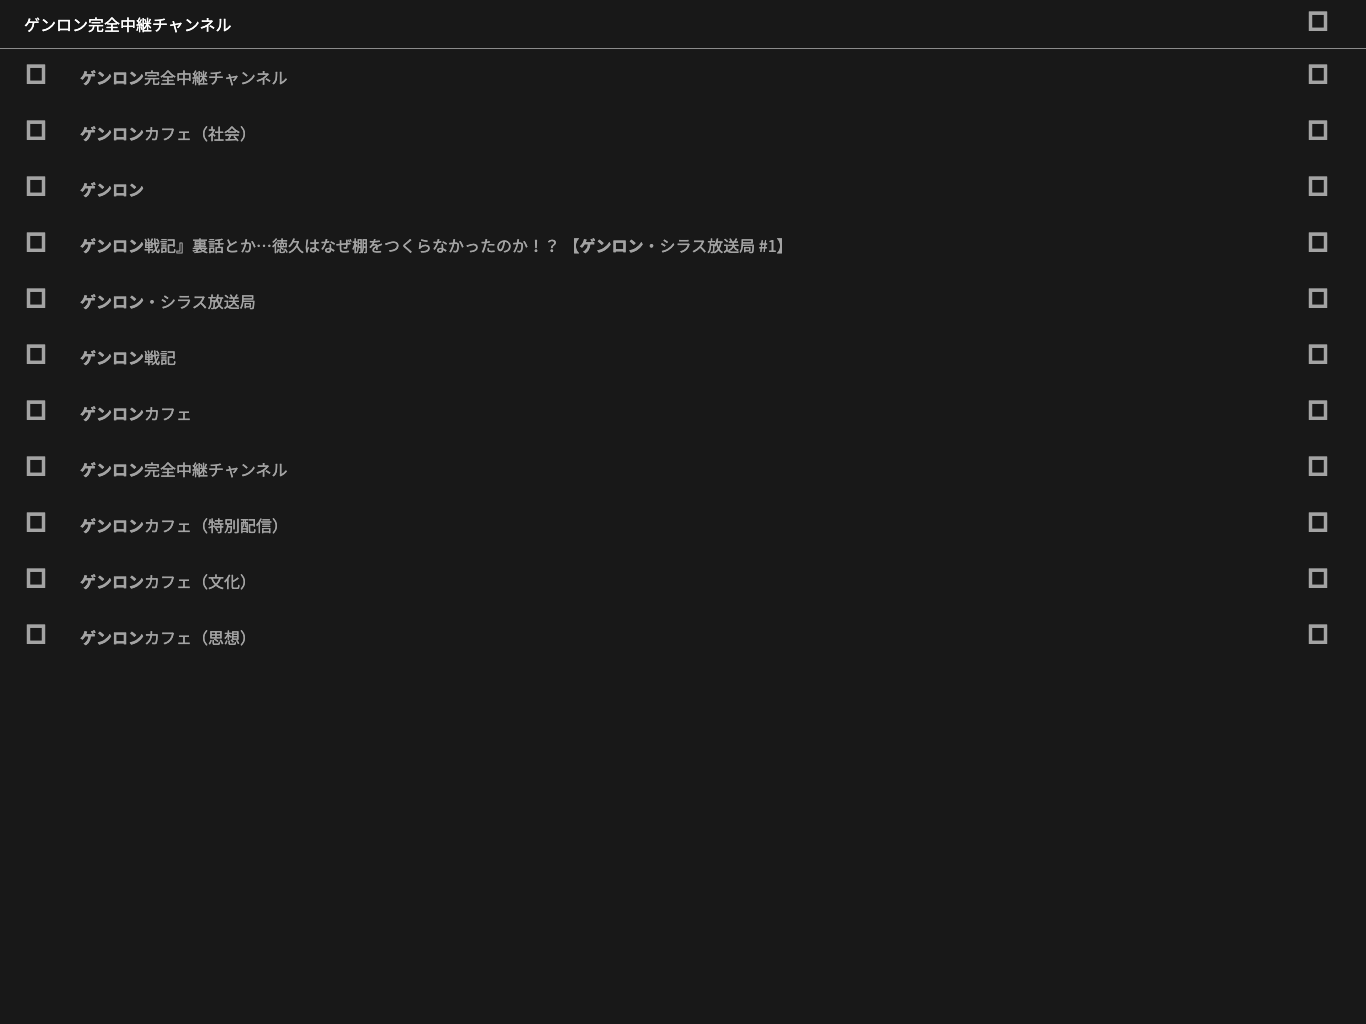 ゲンロン完全中継チャンネル
ゲンロン完全中継チャンネル
ゲンロンカフェ（社会）
ゲンロン
ゲンロン戦記』裏話とか…徳久はなぜ棚をつくらなかったのか！？ 【ゲンロン・シラス放送局 #1】
ゲンロン・シラス放送局
ゲンロン戦記
ゲンロンカフェ
ゲンロン完全中継チャンネル
ゲンロンカフェ（特別配信）
ゲンロンカフェ（文化）
ゲンロンカフェ（思想）